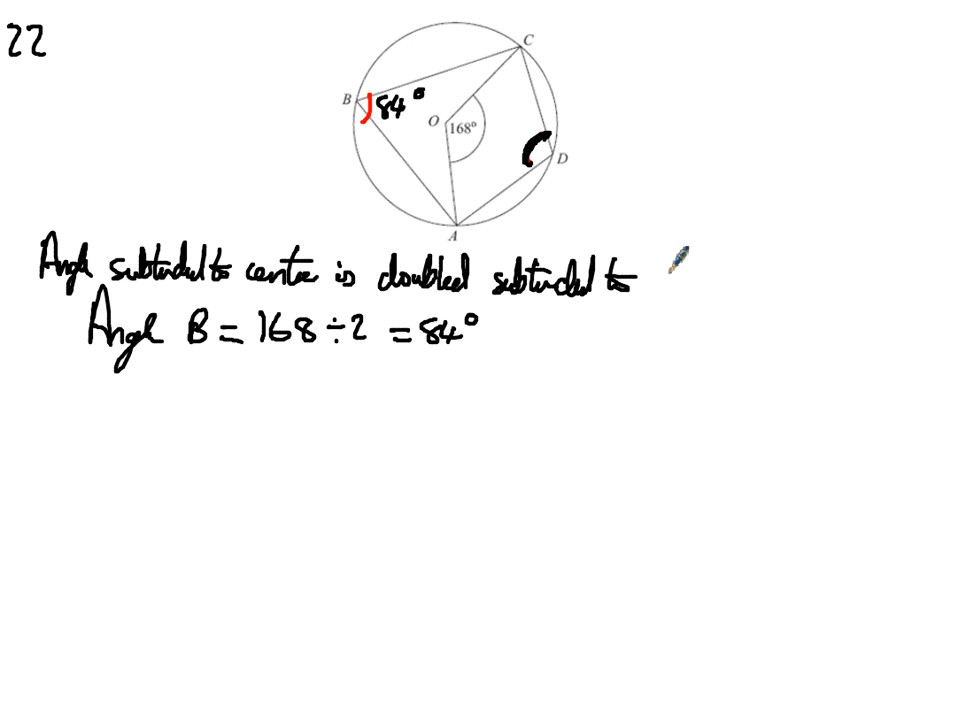 22
C
B 84°
O 168°
D
A
Angle subtended to centre is doubled subtended to
Angle B = 168 ÷ 2 = 84°